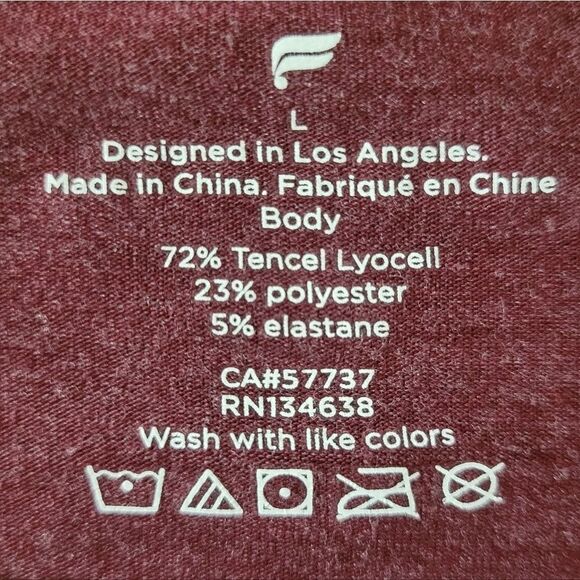 L
Designed in Los Angeles.
Made in China. Fabriqué en Chine
Body
72% Tencel Lyocell
23% polyester
5% elastane
CA#57737
RN134638
Wash with like colors